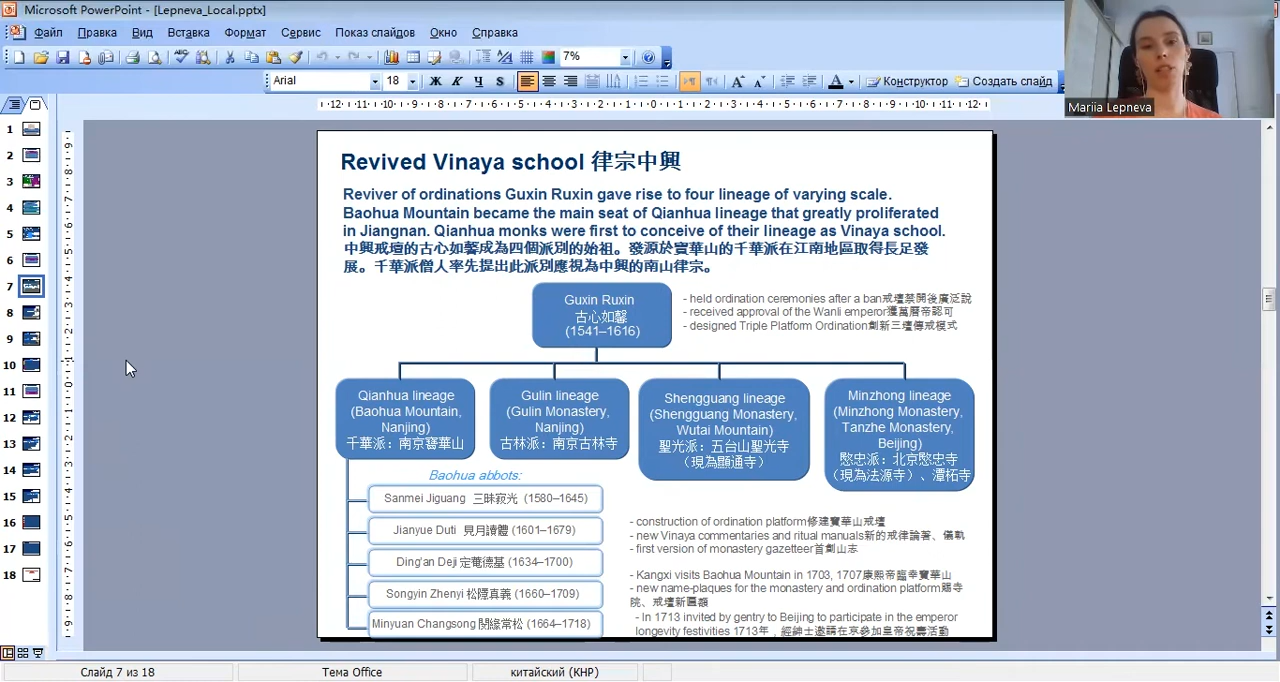 Microsoft PowerPoint - [Lepneva_Local.pptx]
Файл Правка Вид Вставка Формат Сервис Показ слайдов Окно Справка
7%
Arial 18 Ж К Ч S Конструктор Создать слайд
Mariia Lepneva
1
2
3
4
5
6
7
8
9
10
11
12
13
14
15
16
17
18
Revived Vinaya school 律宗中興
Reviver of ordinations Guxin Ruxin gave rise to four lineage of varying scale.
Baohua Mountain became the main seat of Qianhua lineage that greatly proliferated
in Jiangnan. Qianhua monks were first to conceive of their lineage as Vinaya school.
中興戒壇的古心如馨成為四個派別的始祖。發源於寶華山的千華派在江南地區取得長足發
展。千華派僧人率先提出此派別應視為中興的南山律宗。
Guxin Ruxin
古心如馨
(1541–1616)
- held ordination ceremonies after a ban戒壇禁開後廣泛說
- received approval of the Wanli emperor獲萬曆帝認可
- designed Triple Platform Ordination創新三壇傳戒模式
Qianhua lineage
(Baohua Mountain,
Nanjing)
千華派：南京寶華山
Gulin lineage
(Gulin Monastery,
Nanjing)
古林派：南京古林寺
Shengguang lineage
(Shengguang Monastery,
Wutai Mountain)
聖光派：五台山聖光寺
（現為顯通寺）
Minzhong lineage
(Minzhong Monastery,
Tanzhe Monastery,
Beijing)
愍忠派：北京愍忠寺
（現為法源寺）、潭柘寺
Baohua abbots:
Sanmei Jiguang 三昧寂光 (1580–1645)
Jianyue Duti 見月讀體 (1601–1679)
Ding'an Deji 定菴德基 (1634–1700)
Songyin Zhenyi 松隱真義 (1660–1709)
Minyuan Changsong 閔緣常松 (1664–1718)
- construction of ordination platform修建寶華山戒壇
- new Vinaya commentaries and ritual manuals新的戒律論著、儀軌
- first version of monastery gazetteer首創山志
- Kangxi visits Baohua Mountain in 1703, 1707康熙帝臨幸寶華山
- new name-plaques for the monastery and ordination platform賜寺
院、戒壇新匾額
- In 1713 invited by gentry to Beijing to participate in the emperor
longevity festivities 1713年，經紳士邀請在京參加皇帝祝壽活動
Слайд 7 из 18 Тема Office китайский (КНР)